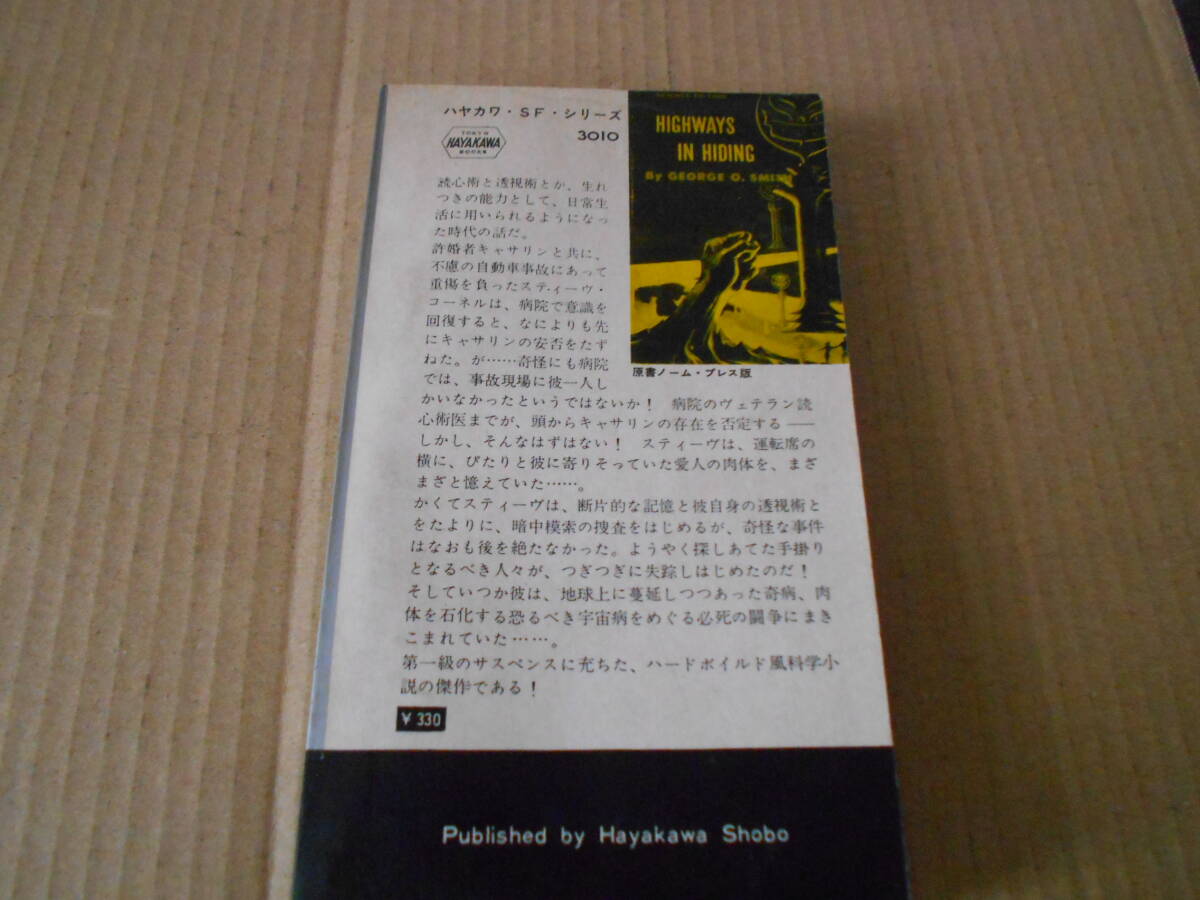 ハヤカワ・SF・シリーズ
3010
TOKYO
HAYAKAWA
BOOKS
HIGHWAYS
IN HIDING
By GEORGE O. SMITH
読心術と透視術とが、生れ
つきの能力として、日常生
活に用いられるようになっ
た時代の話だ。
許婚者キャサリンと共に、
不慮の自動車事故にあって
重傷を負ったスティーヴ・
コーネルは、病院で意識を
回復すると、なによりも先
にキャサリンの安否をたず
ねた。が……奇怪にも病院
では、事故現場に彼一人し
かいなかったというではないか！　病院のヴェテラン読
心術医までが、頭からキャサリンの存在を否定する——
しかし、そんなはずはない！　スティーヴは、運転席の
横に、ぴたりと彼に寄りそっていた愛人の肉体を、まざ
まざと憶えていた……。
かくてスティーヴは、断片的な記憶と彼自身の透視術と
をたよりに、暗中模索の捜査をはじめるが、奇怪な事件
はなおも後を絶たなかった。ようやく探しあてた手掛り
となるべき人々が、つぎつぎに失踪しはじめたのだ！
そしていつか彼は、地球上に蔓延しつつあった奇病、肉
体を石化する恐るべき宇宙病をめぐる必死の闘争にまき
こまれていた……。
第一級のサスペンスに充ちた、ハードボイルド風科学小
説の傑作である！
原書ノーム・プレス版
¥ 330
Published by Hayakawa Shobo